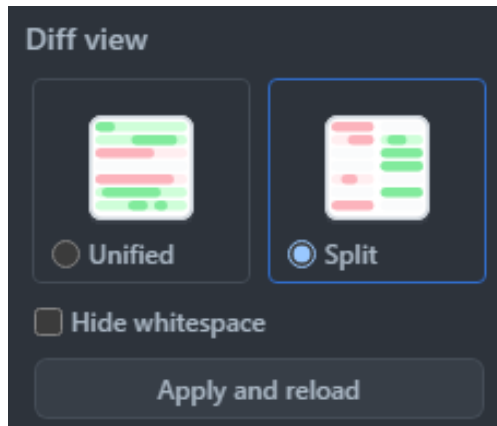 Diff view
Unified
Split
Hide whitespace
Apply and reload